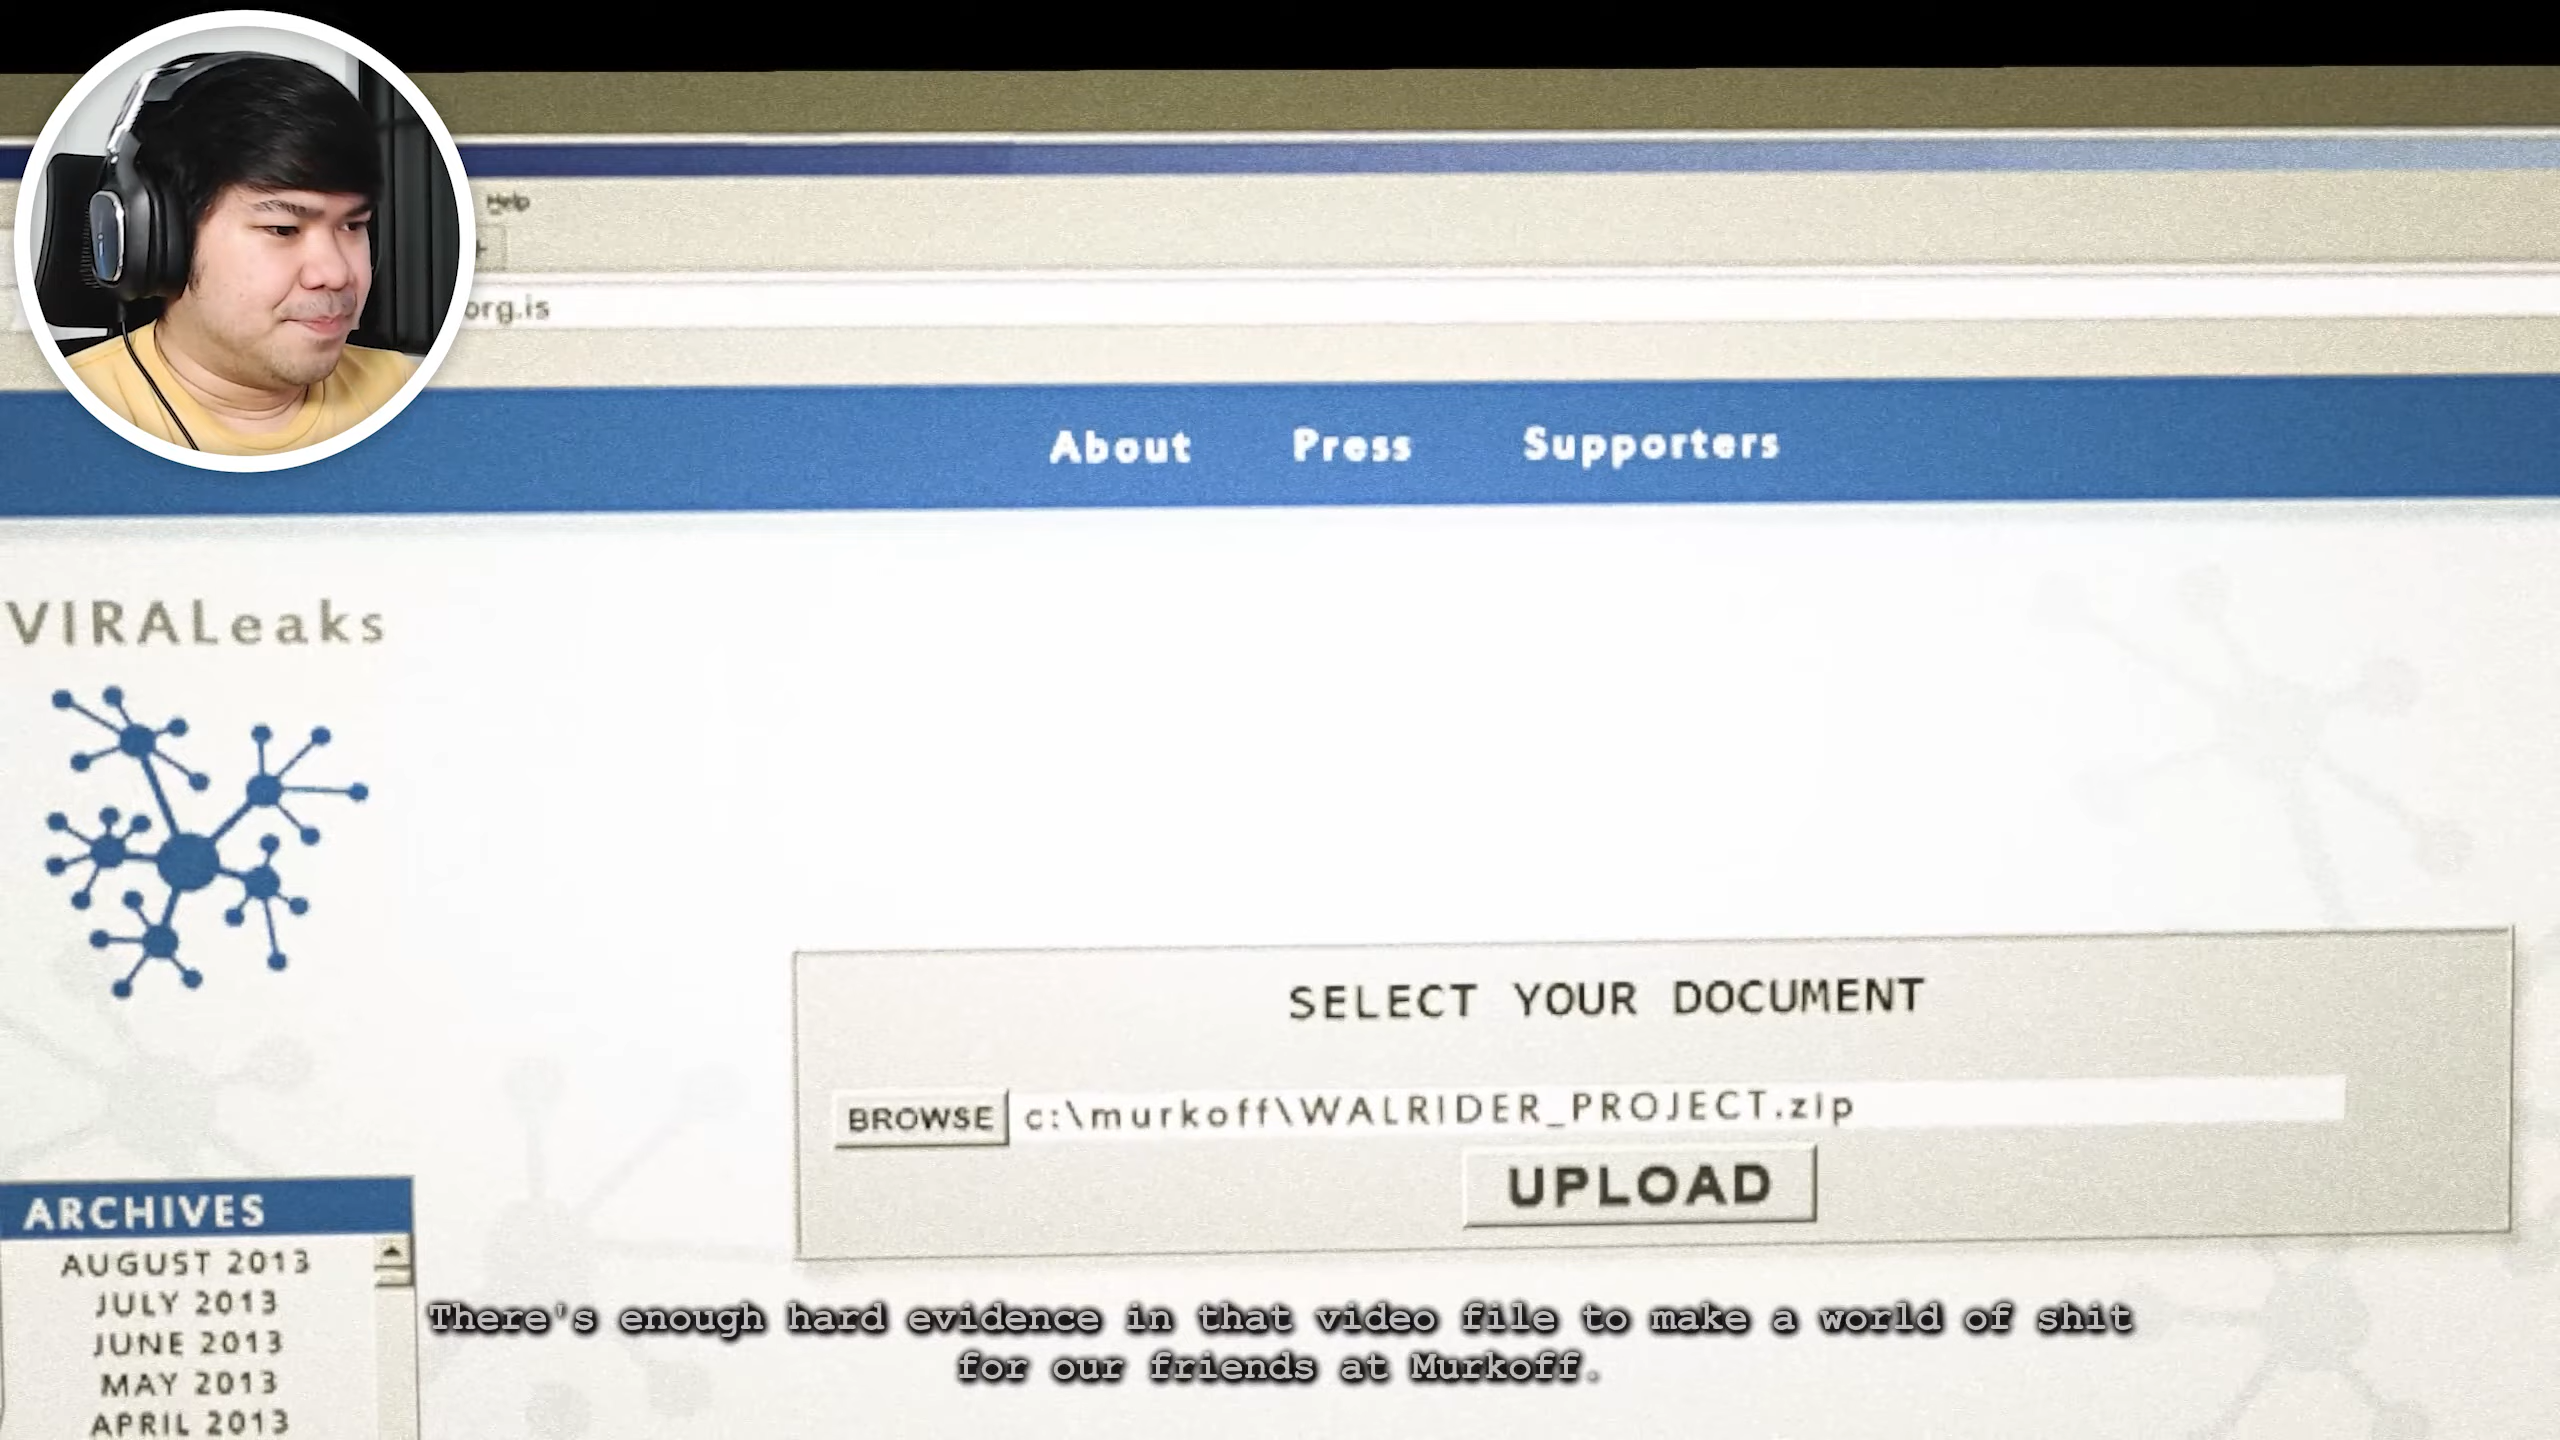 Help
+
org.is
About Press Supporters
VIRALeaks
SELECT YOUR DOCUMENT
BROWSE c:\murkoff\WALRIDER_PROJECT.zip
UPLOAD
ARCHIVES
AUGUST 2013
JULY 2013
JUNE 2013
MAY 2013
APRIL 2013
There's enough hard evidence in that video file to make a world of shit
for our friends at Murkoff.